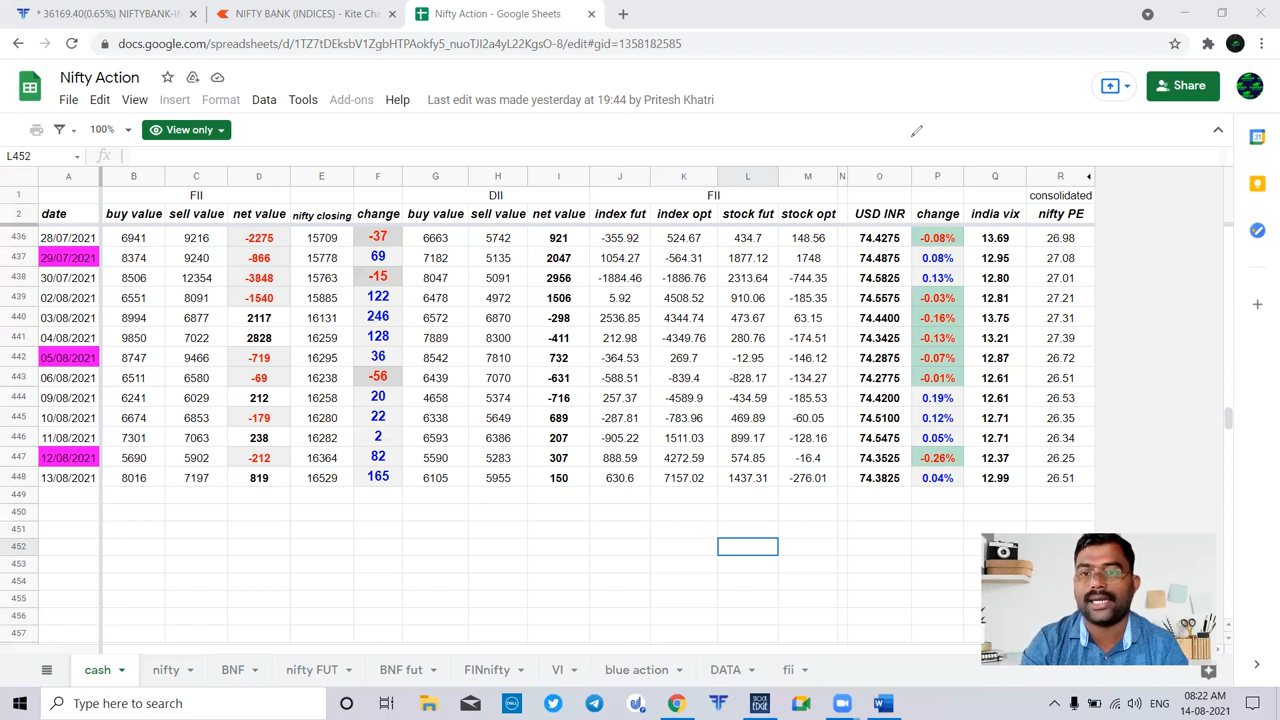 * 36169.40(0.65%) NIFTYBANK-I
NIFTY BANK (INDICES) - Kite Cha
Nifty Action - Google Sheets
docs.google.com/spreadsheets/d/1TZ7tDEksbV1ZgbHTPAokfy5_nuoTJI2a4yL22KGsO-8/edit#gid=1358182585
Nifty Action
File Edit View Insert Format Data Tools Add-ons Help Last edit was made yesterday at 19:44 by Pritesh Khatri
Share
100% View only
L452 fx
A B C D E F G H I J K L M N O P Q R
1 FII DII FII consolidated
2 date buy value sell value net value nifty closing change buy value sell value net value index fut index opt stock fut stock opt USD INR change india vix nifty PE
436 28/07/2021 6941 9216 -2275 15709 -37 6663 5742 921 -355.92 524.67 434.7 148.56 74.4275 -0.08% 13.69 26.98
437 29/07/2021 8374 9240 -866 15778 69 7182 5135 2047 1054.27 -564.31 1877.12 1748 74.4875 0.08% 12.95 27.08
438 30/07/2021 8506 12354 -3848 15763 -15 8047 5091 2956 -1884.46 -1886.76 2313.64 -744.35 74.5825 0.13% 12.80 27.01
439 02/08/2021 6551 8091 -1540 15885 122 6478 4972 1506 5.92 4508.52 910.06 -185.35 74.5575 -0.03% 12.81 27.21
440 03/08/2021 8994 6877 2117 16131 246 6572 6870 -298 2536.85 4344.74 473.67 63.15 74.4400 -0.16% 13.75 27.31
441 04/08/2021 9850 7022 2828 16259 128 7889 8300 -411 212.98 -4349.76 280.76 -174.51 74.3425 -0.13% 13.21 27.39
442 05/08/2021 8747 9466 -719 16295 36 8542 7810 732 -364.53 269.7 -12.95 -146.12 74.2875 -0.07% 12.87 26.72
443 06/08/2021 6511 6580 -69 16238 -56 6439 7070 -631 -588.51 -839.4 -828.17 -134.27 74.2775 -0.01% 12.61 26.51
444 09/08/2021 6241 6029 212 16258 20 4658 5374 -716 257.37 -4589.9 -434.59 -185.53 74.4200 0.19% 12.61 26.53
445 10/08/2021 6674 6853 -179 16280 22 6338 5649 689 -287.81 -783.96 469.89 -60.05 74.5100 0.12% 12.71 26.35
446 11/08/2021 7301 7063 238 16282 2 6593 6386 207 -905.22 1511.03 899.17 -128.16 74.5475 0.05% 12.71 26.34
447 12/08/2021 5690 5902 -212 16364 82 5590 5283 307 888.59 4272.59 574.5 -16.4 74.3525 -0.26% 12.37 26.25
448 13/08/2021 8016 7197 819 16529 165 6105 5955 150 630.6 7157.02 1437.31 -276.01 74.3825 0.04% 12.99 26.51
449
450
451
452
453
454
455
456
457
cash nifty BNF nifty FUT BNF fut FINnifty VI blue action DATA fii
Type here to search
ENG
08:22 AM
14-08-2021